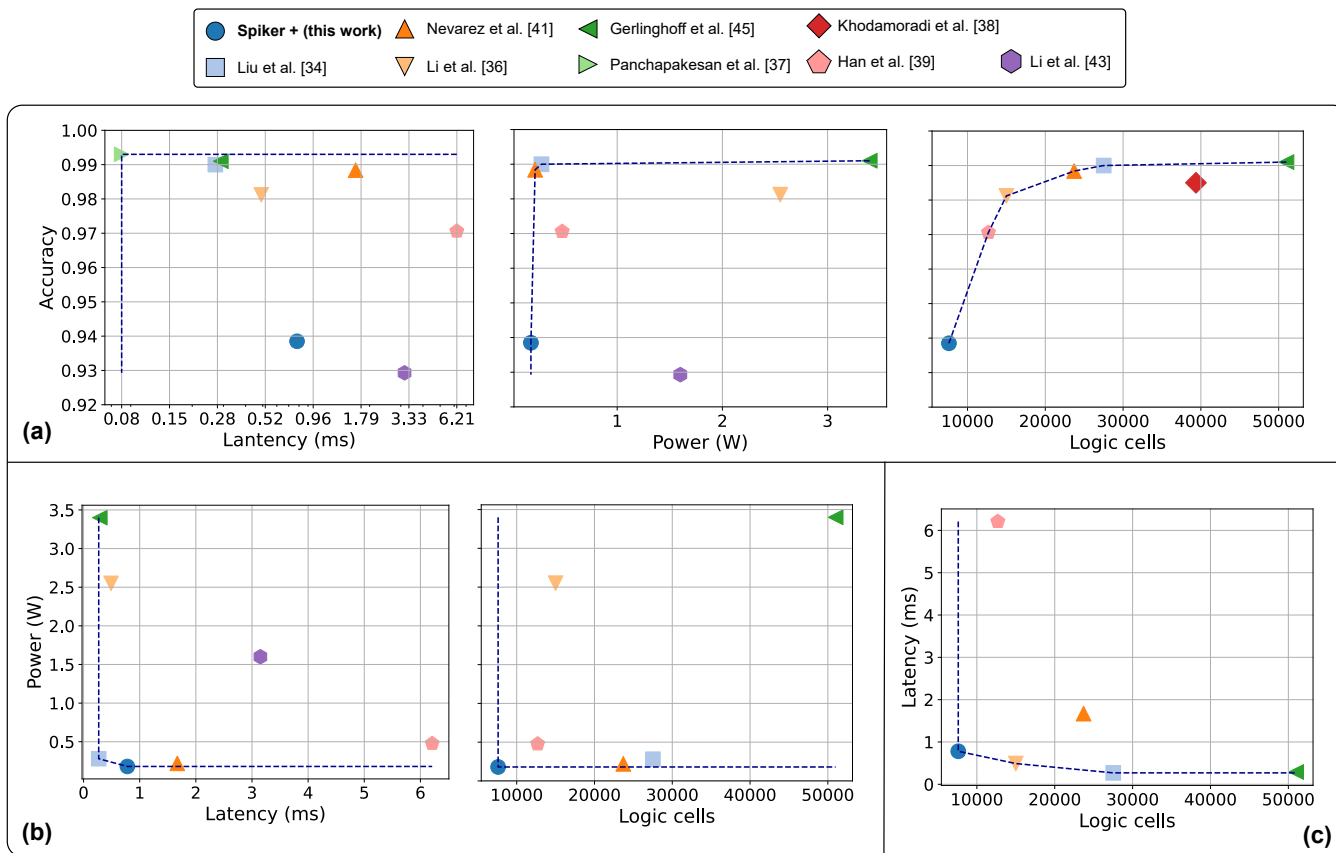 Spiker + (this work)
Nevarez et al. [41]
Gerlinghoff et al. [45]
Khodamoradi et al. [38]
Liu et al. [34]
Li et al. [36]
Panchapakesan et al. [37]
Han et al. [39]
Li et al. [43]
1.00
0.99
0.98
0.97
0.96
0.95
0.94
0.93
0.92
Accuracy
0.08 0.15 0.28 0.52 0.96 1.79 3.33 6.21
Lantency (ms)
1 2 3
Power (W)
10000 20000 30000 40000 50000
Logic cells
(a)
3.5
3.0
2.5
2.0
1.5
1.0
0.5
Power (W)
0 1 2 3 4 5 6
Latency (ms)
10000 20000 30000 40000 50000
Logic cells
(b)
6
5
4
3
2
1
0
Latency (ms)
10000 20000 30000 40000 50000
Logic cells
(c)